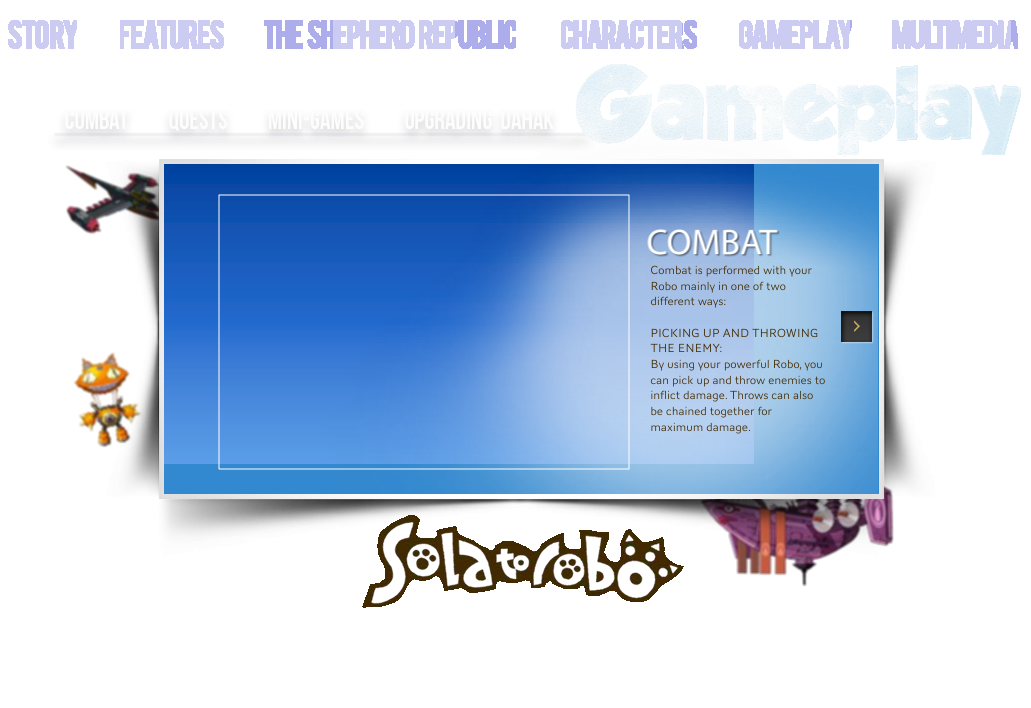 STORY FEATURES THE SHEPHERD REPUBLIC CHARACTERS GAMEPLAY MULTIMEDIA
Gameplay
COMBAT QUESTS MINI-GAMES UPGRADING DAHAK
COMBAT
Combat is performed with your
Robo mainly in one of two
different ways:
PICKING UP AND THROWING
THE ENEMY:
By using your powerful Robo, you
can pick up and throw enemies to
inflict damage. Throws can also
be chained together for
maximum damage.
Solatorobo